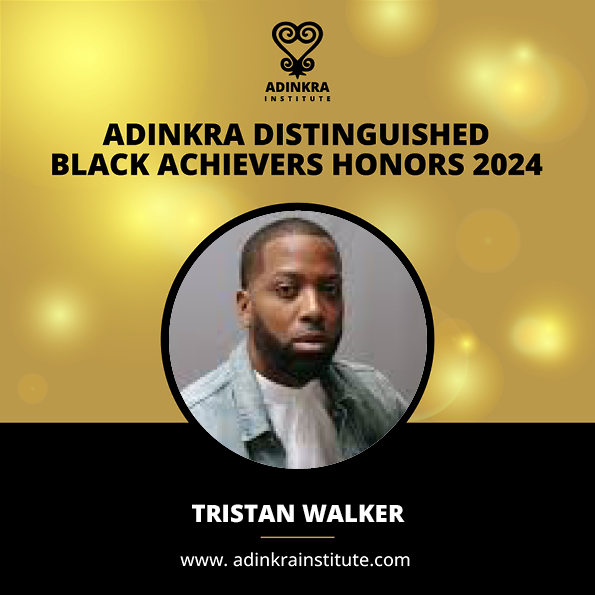 ADINKRA
INSTITUTE
ADINKRA DISTINGUISHED
BLACK ACHIEVERS HONORS 2024
TRISTAN WALKER
www. adinkrainstitute.com